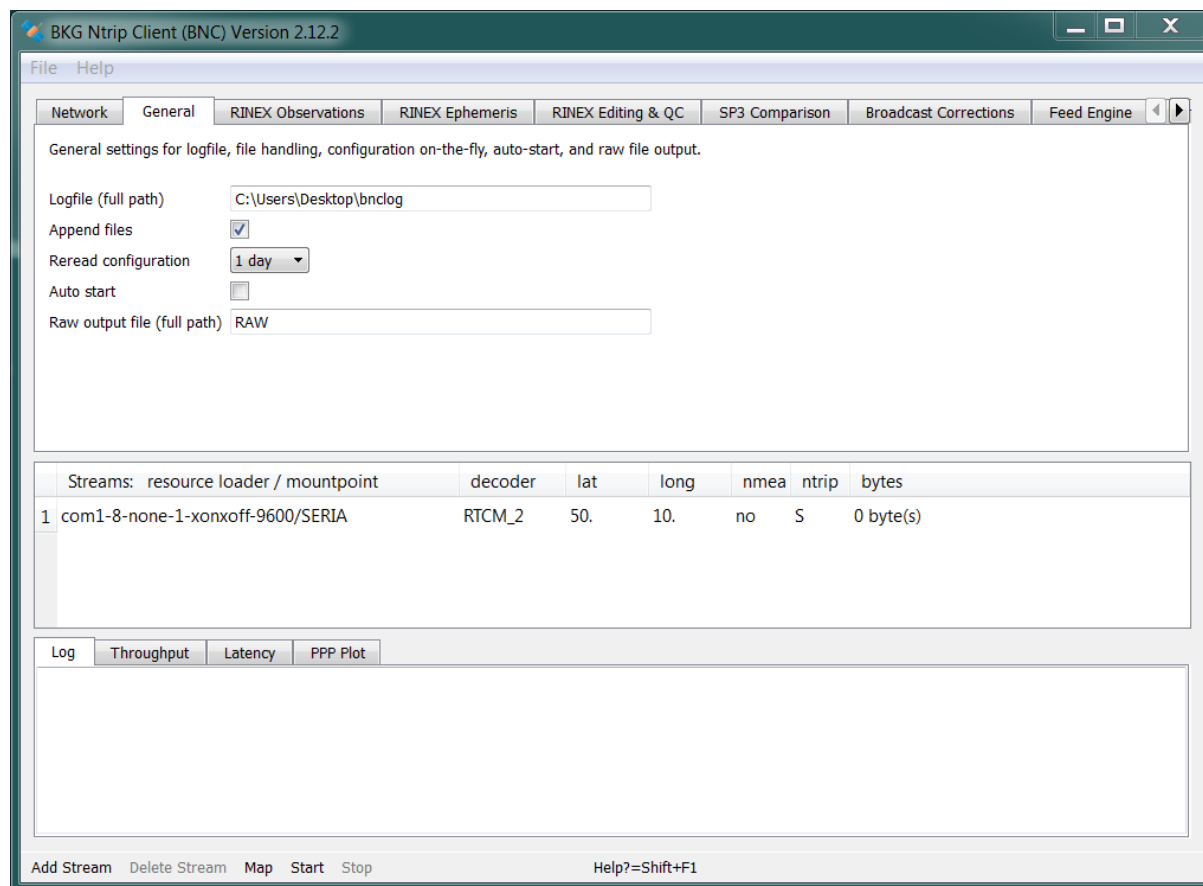 BKG Ntrip Client (BNC) Version 2.12.2
File Help
Network General RINEX Observations RINEX Ephemeris RINEX Editing & QC SP3 Comparison Broadcast Corrections Feed Engine
General settings for logfile, file handling, configuration on-the-fly, auto-start, and raw file output.
Logfile (full path) C:\Users\Desktop\bnclog
Append files
Reread configuration 1 day
Auto start
Raw output file (full path) RAW
Streams: resource loader / mountpoint decoder lat long nmea ntrip bytes
1 com1-8-none-1-xonxoff-9600/SERIA RTCM_2 50. 10. no S 0 byte(s)
Log Throughput Latency PPP Plot
Add Stream Delete Stream Map Start Stop Help?=Shift+F1